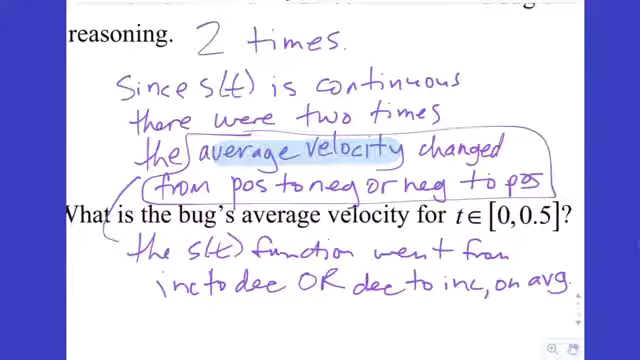 reasoning. 2 times.
Since s(t) is continuous
there were two times
the average velocity changed
from pos to neg or neg to pos
What is the bug's average velocity for t ∈ [0, 0.5]?
the s(t) function went from
inc to dec OR dec to inc, on avg.